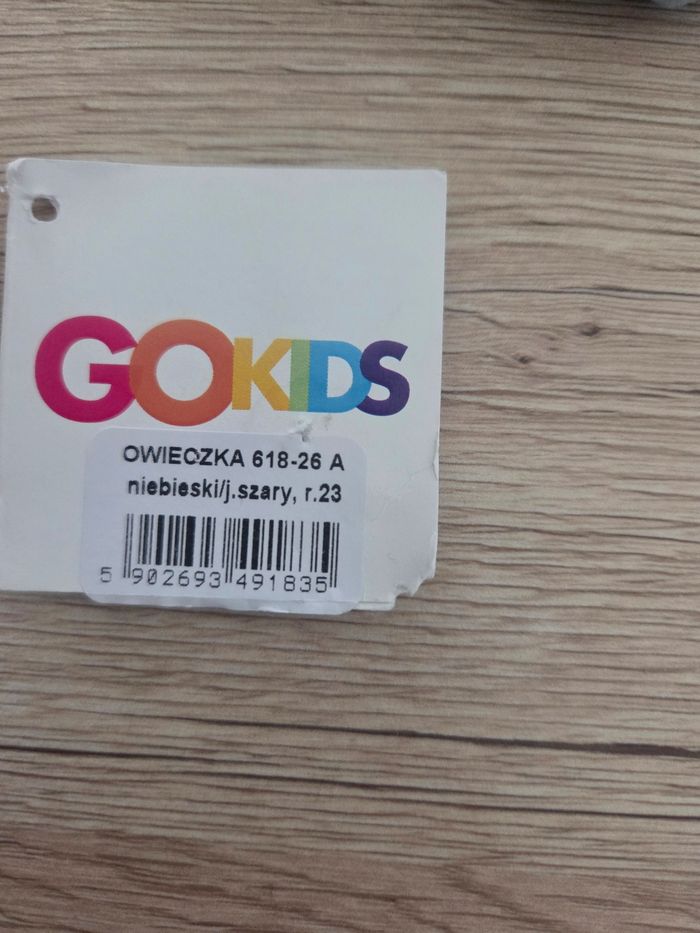 GOKIDS
OWIECZKA 618-26 A
niebieski/j.szary, r.23
5 902693 491835